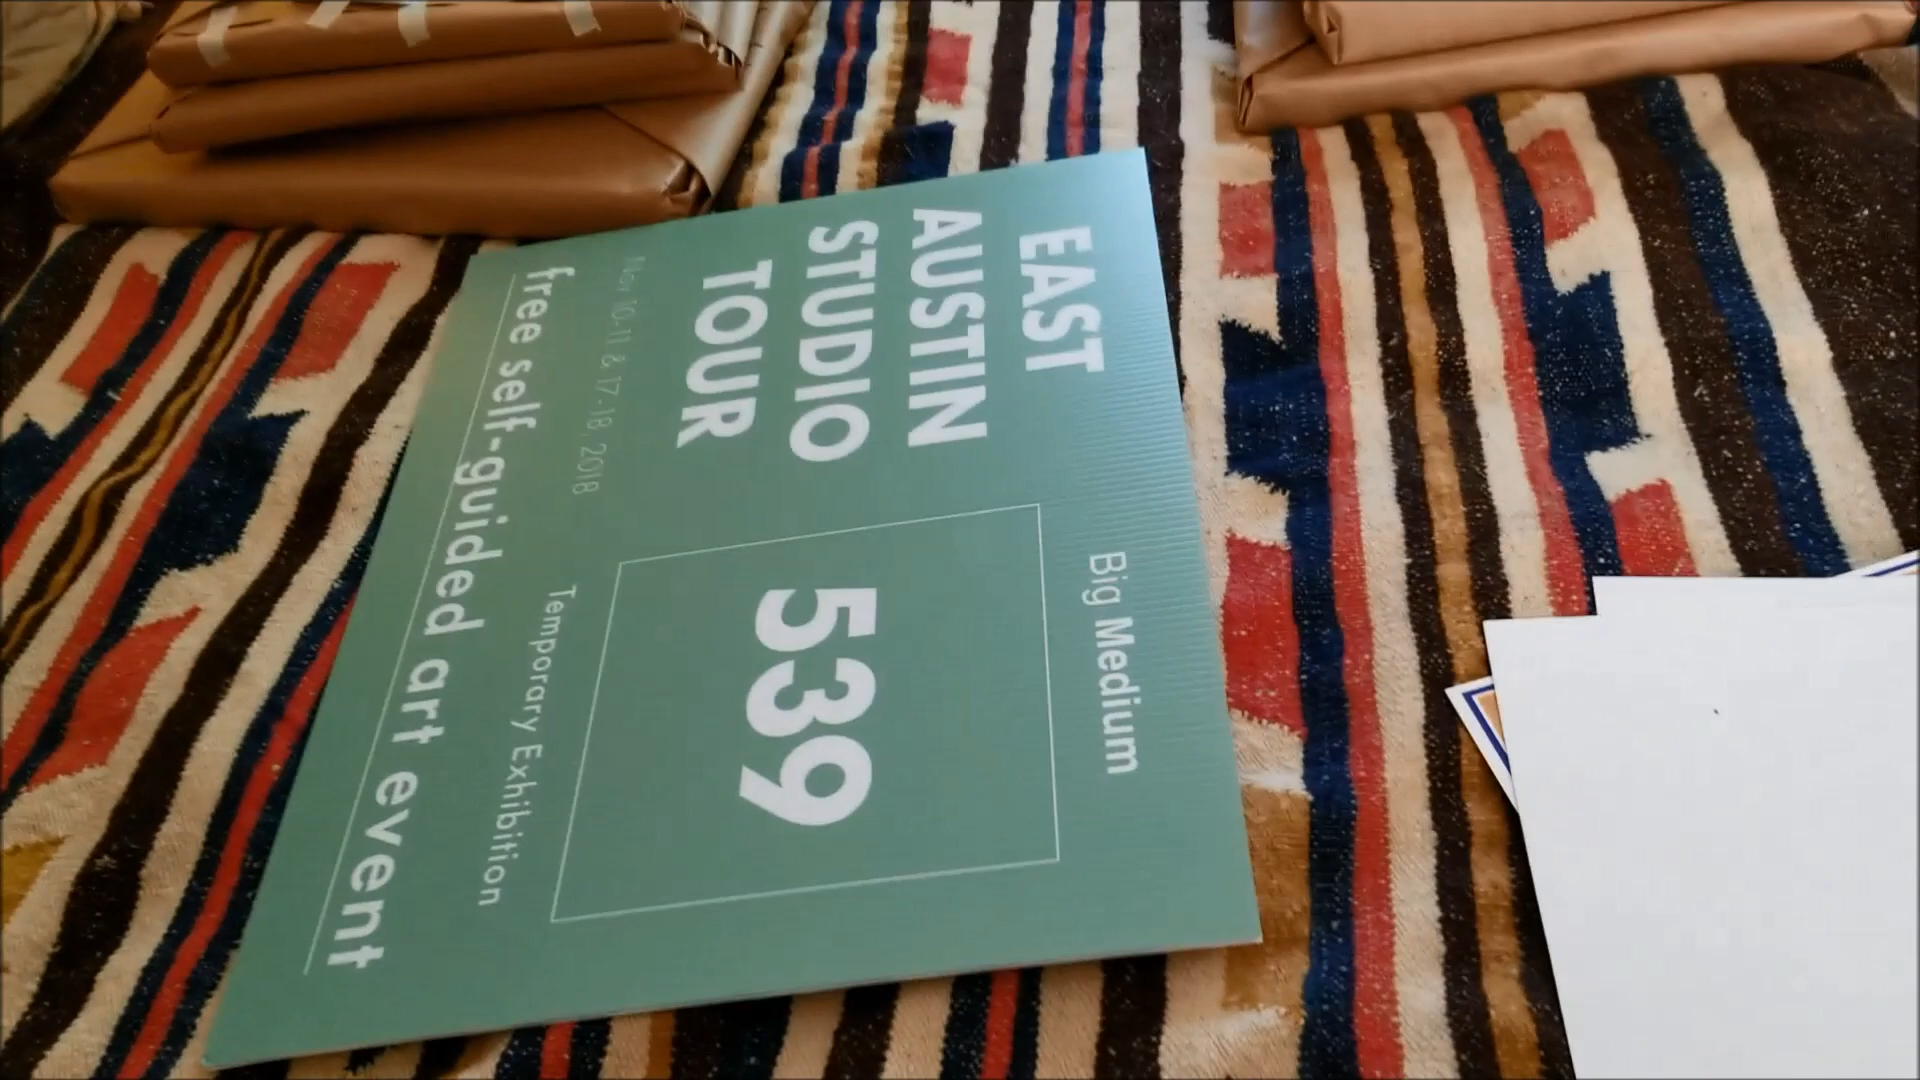 Big Medium
EAST
AUSTIN
STUDIO
TOUR
539
Nov 10-11 & 17-18, 2018
Temporary Exhibition
free self-guided art event